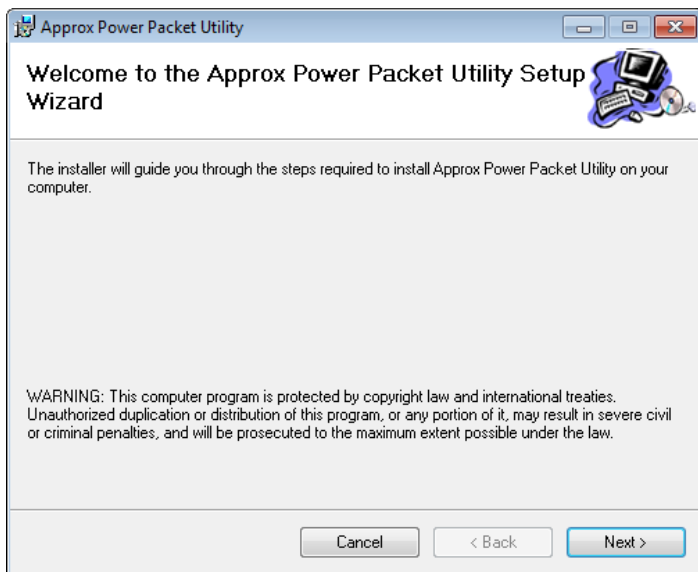 Approx Power Packet Utility
Welcome to the Approx Power Packet Utility Setup
Wizard
The installer will guide you through the steps required to install Approx Power Packet Utility on your
computer.
WARNING: This computer program is protected by copyright law and international treaties.
Unauthorized duplication or distribution of this program, or any portion of it, may result in severe civil
or criminal penalties, and will be prosecuted to the maximum extent possible under the law.
Cancel
< Back
Next >